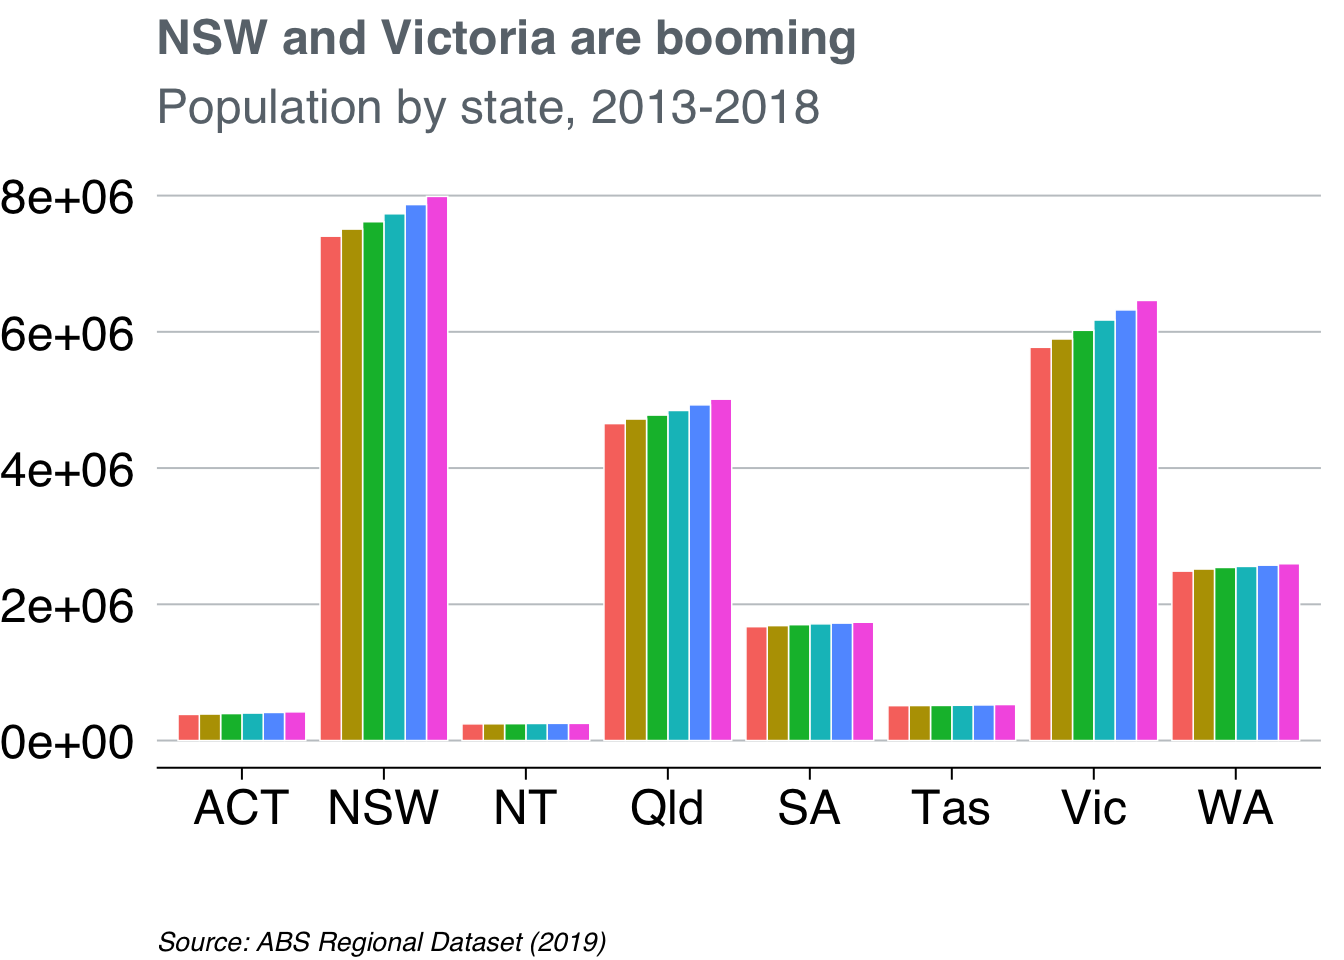 NSW and Victoria are booming
Population by state, 2013-2018
8e+06
6e+06
4e+06
2e+06
0e+00
ACT NSW NT Qld SA Tas Vic WA
Source: ABS Regional Dataset (2019)